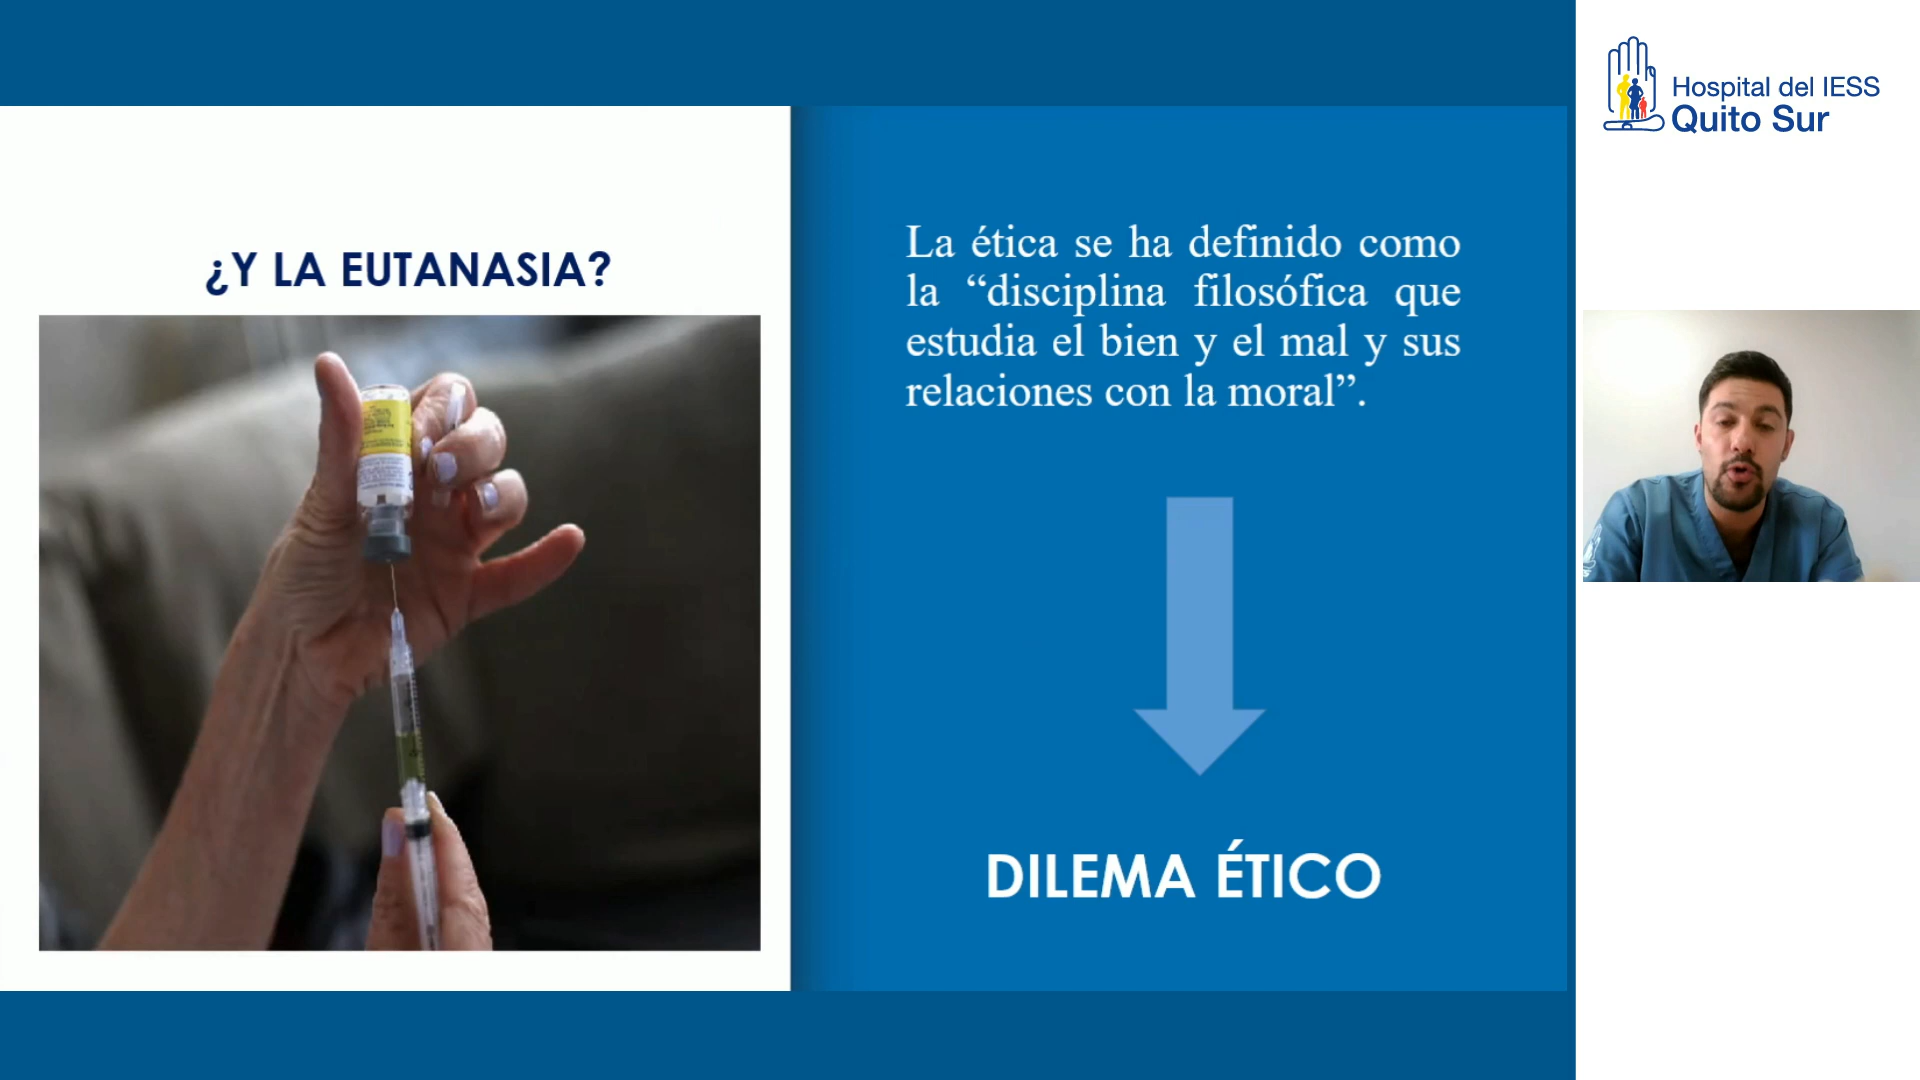 ¿Y LA EUTANASIA?
La ética se ha definido como
la “disciplina filosófica que
estudia el bien y el mal y sus
relaciones con la moral”.
DILEMA ÉTICO
Hospital del IESS
Quito Sur